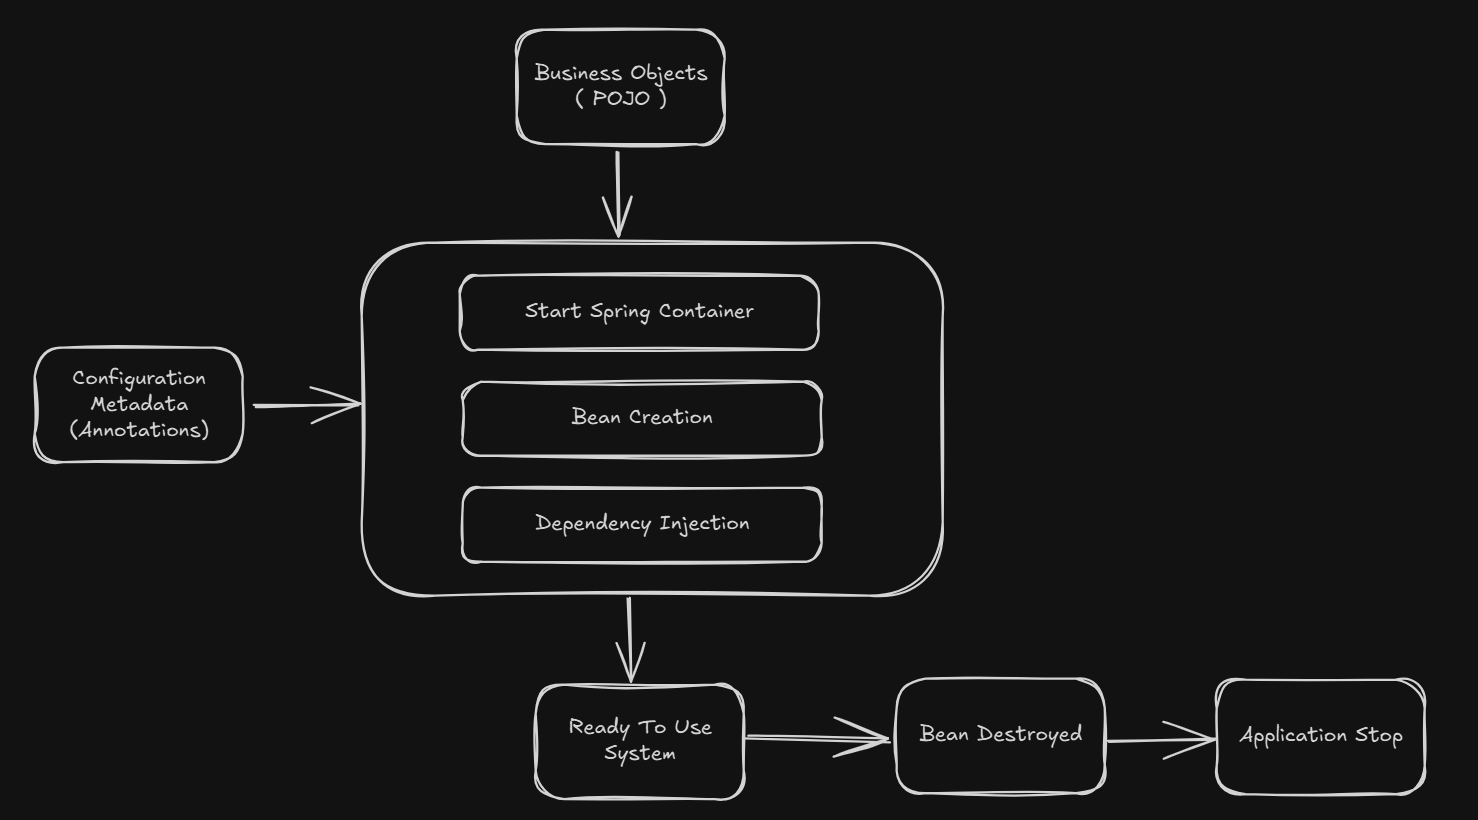 Business Objects
( POJO )
Start Spring Container
Configuration
Metadata
(Annotations)
Bean Creation
Dependency Injection
Ready To Use
System
Bean Destroyed
Application Stop